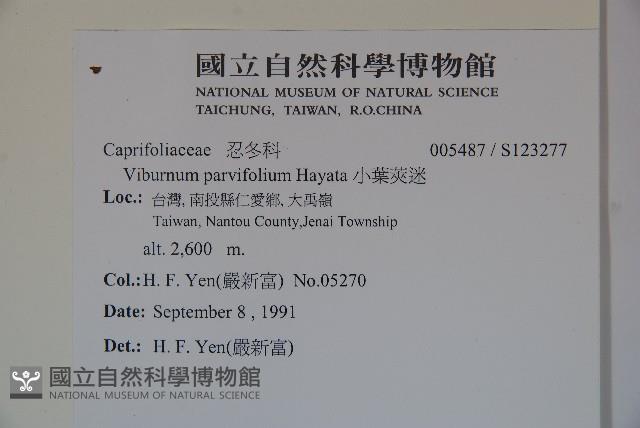 國立自然科學博物館
NATIONAL MUSEUM OF NATURAL SCIENCE
TAICHUNG, TAIWAN, R.O.CHINA
Caprifoliaceae 忍冬科 005487 / S123277
Viburnum parvifolium Hayata 小葉莢迷
Loc.: 台灣, 南投縣仁愛鄉, 大禹嶺
Taiwan, Nantou County,Jenai Township
alt. 2,600 m.
Col.:H. F. Yen(嚴新富) No.05270
Date: September 8 , 1991
Det.: H. F. Yen(嚴新富)
國立自然科學博物館
NATIONAL MUSEUM OF NATURAL SCIENCE